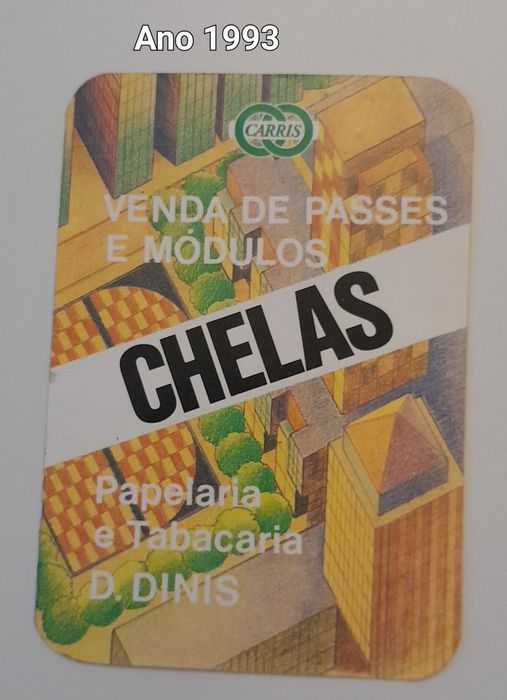 Ano 1993
CARRIS
VENDA DE PASSES
E MÓDULOS
CHELAS
Papelaria
e Tabacaria
D. DINIS